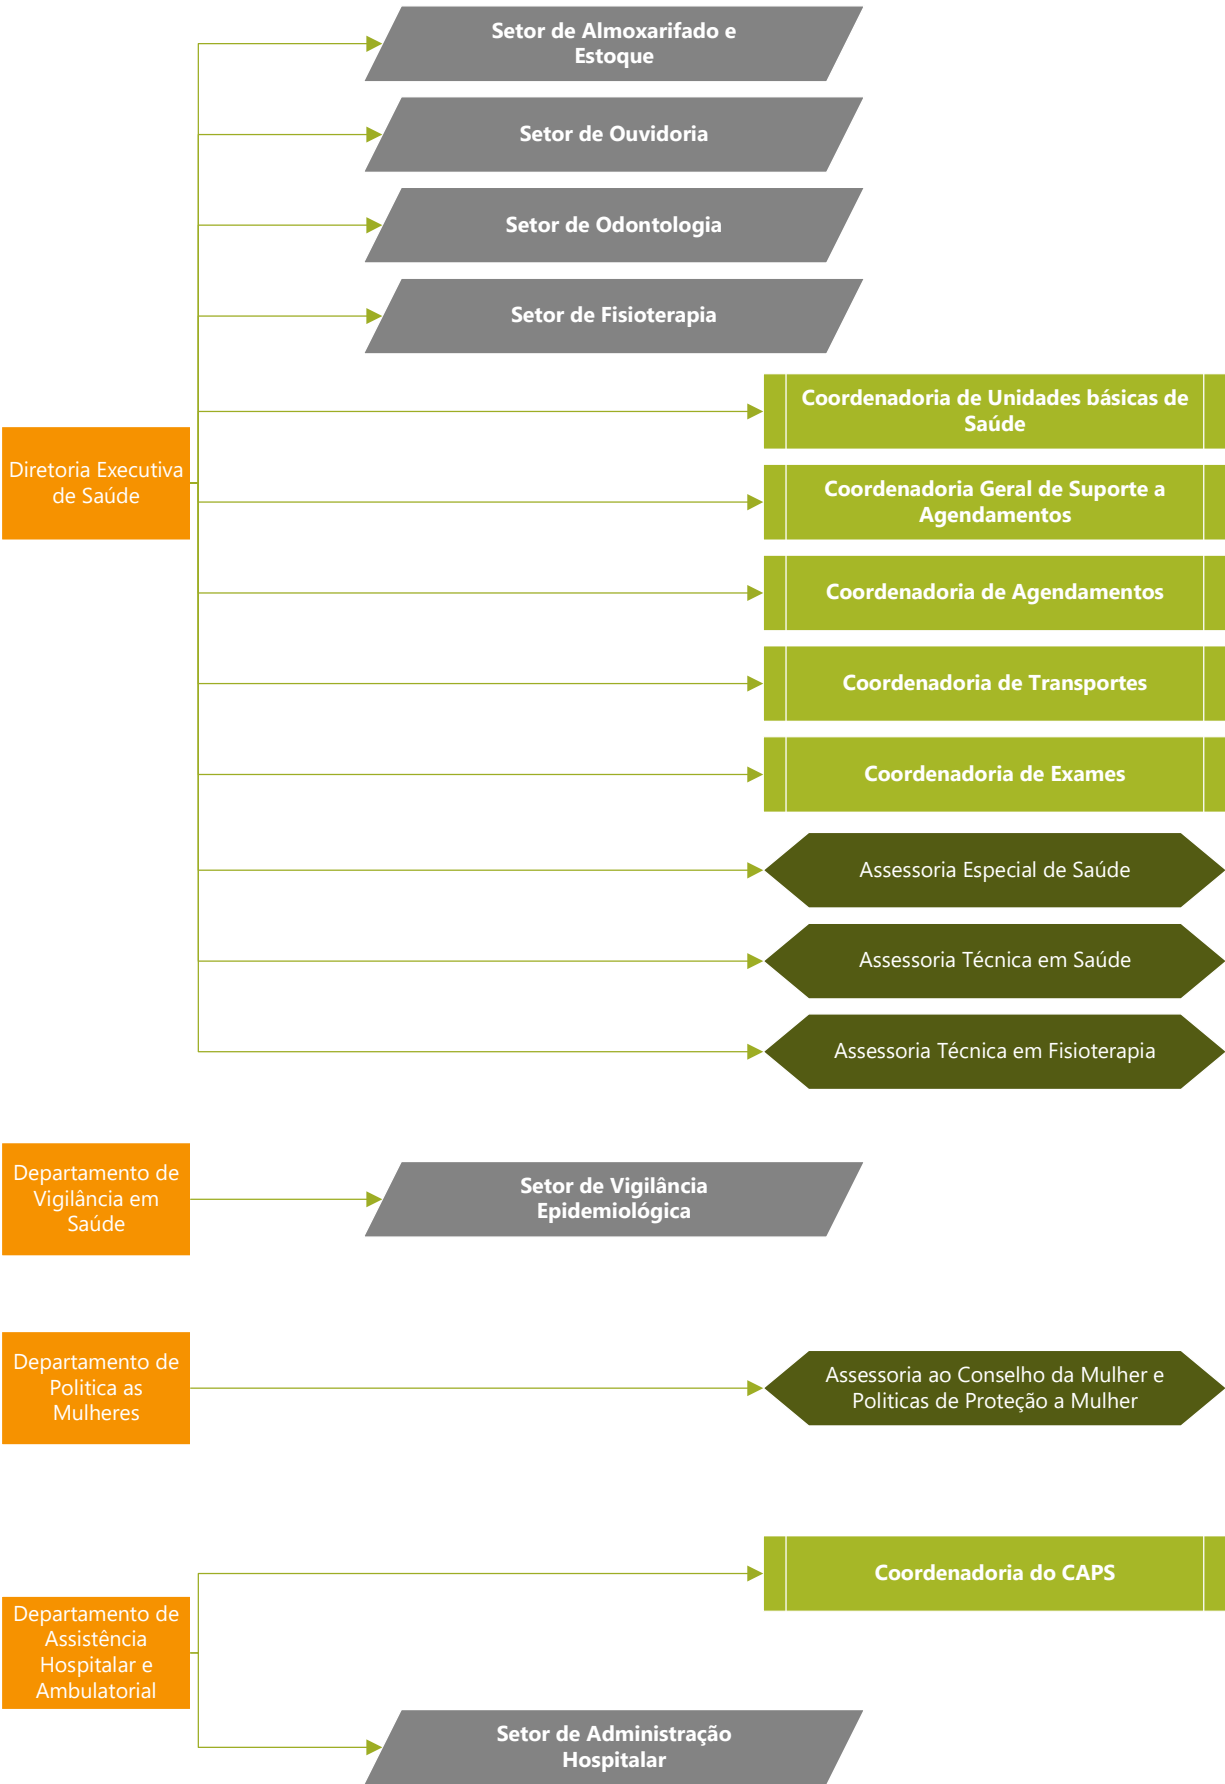 Setor de Almoxarifado e
Estoque
Setor de Ouvidoria
Setor de Odontologia
Setor de Fisioterapia
Coordenadoria de Unidades básicas de
Saúde
Diretoria Executiva
de Saúde
Coordenadoria Geral de Suporte a
Agendamentos
Coordenadoria de Agendamentos
Coordenadoria de Transportes
Coordenadoria de Exames
Assessoria Especial de Saúde
Assessoria Técnica em Saúde
Assessoria Técnica em Fisioterapia
Departamento de
Vigilância em
Saúde
Setor de Vigilância
Epidemiológica
Departamento de
Politica as
Mulheres
Assessoria ao Conselho da Mulher e
Politicas de Proteção a Mulher
Coordenadoria do CAPS
Departamento de
Assistência
Hospitalar e
Ambulatorial
Setor de Administração
Hospitalar